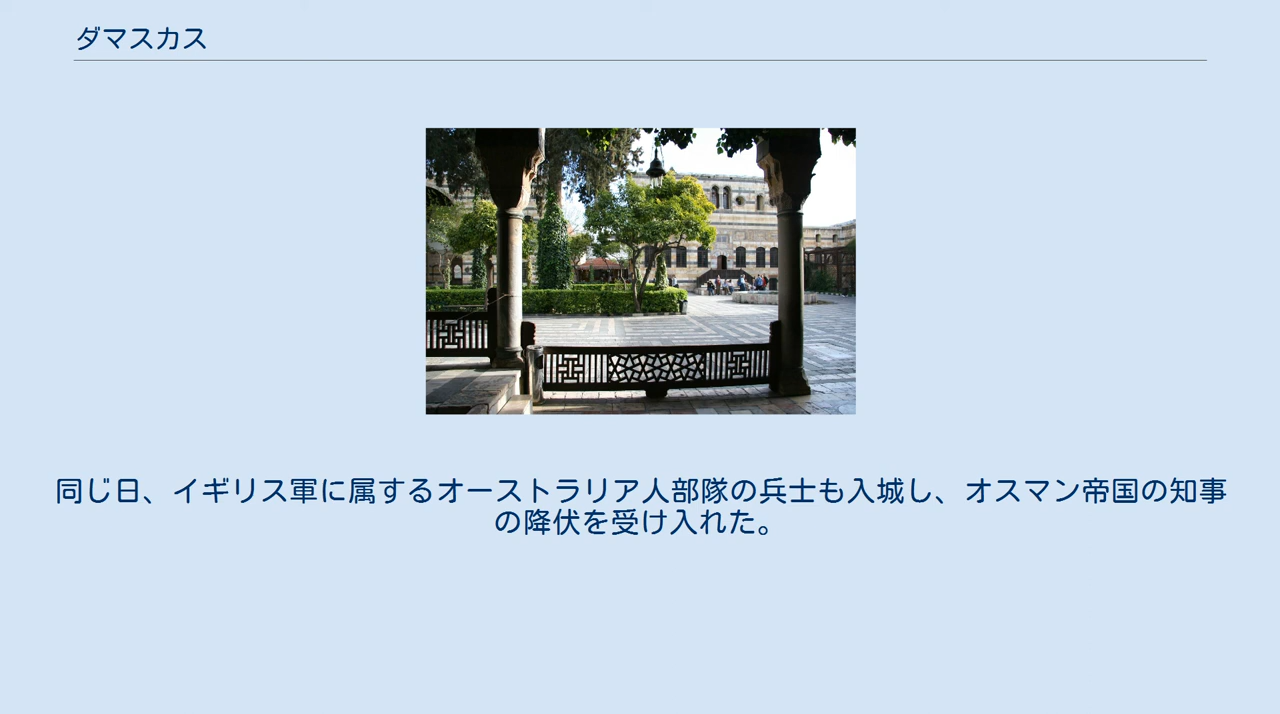 ダマスカス
同じ日、イギリス軍に属するオーストラリア人部隊の兵士も入城し、オスマン帝国の知事
の降伏を受け入れた。